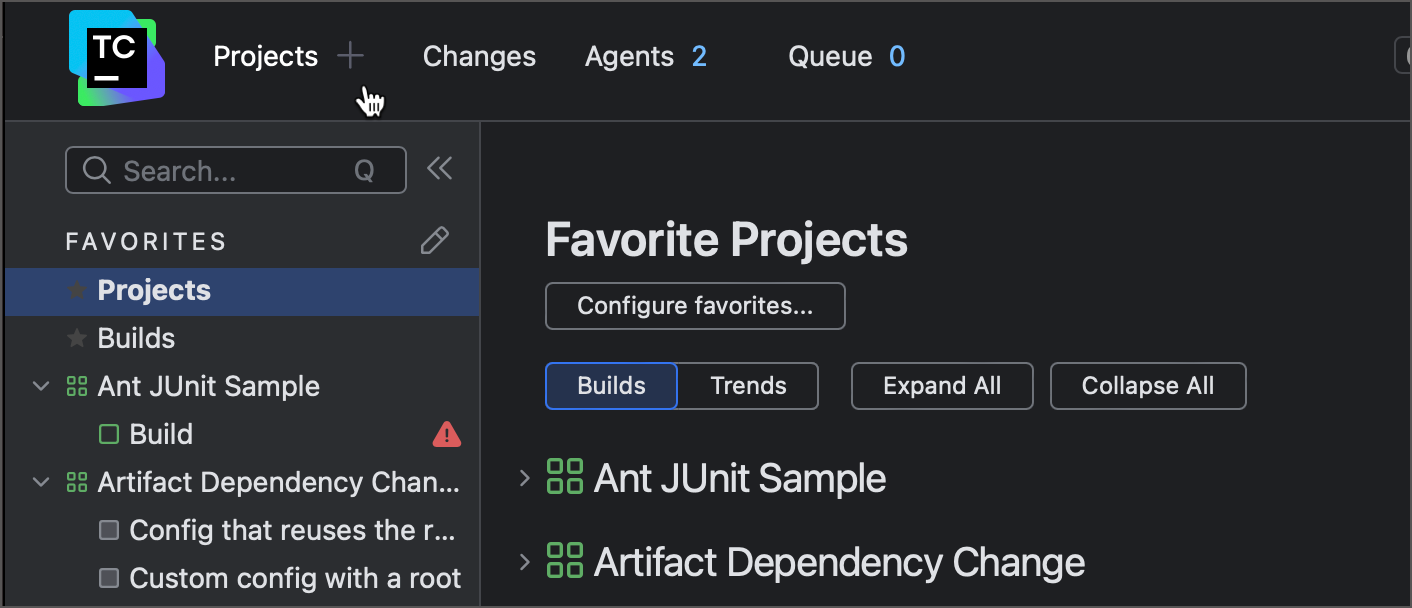 TC
Projects + Changes Agents 2 Queue 0
Search... Q
FAVORITES
Projects
Builds
Ant JUnit Sample
Build
Artifact Dependency Chan...
Config that reuses the r...
Custom config with a root
Favorite Projects
Configure favorites...
Builds Trends Expand All Collapse All
Ant JUnit Sample
Artifact Dependency Change